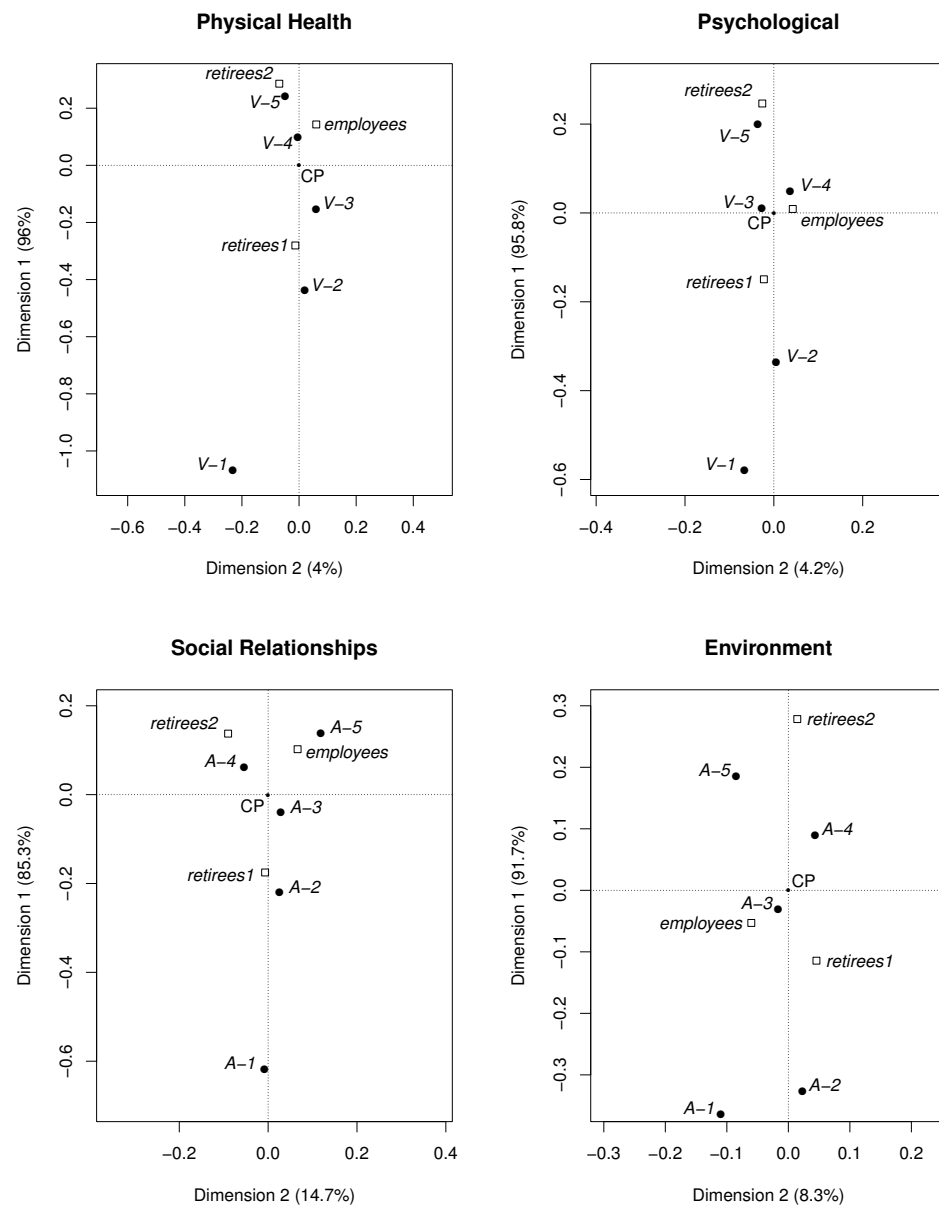 Physical Health
Psychological
Dimension 1 (96%)
−1.0 −0.8 −0.6 −0.4 −0.2 0.0 0.2
retirees2
V−5
employees
V−4
CP
V−3
retirees1
V−2
V−1
−0.6 −0.4 −0.2 0.0 0.2 0.4
Dimension 2 (4%)
Dimension 1 (95.8%)
−0.6 −0.4 −0.2 0.0 0.2
retirees2
V−5
V−4
V−3
CP
employees
retirees1
V−2
V−1
−0.4 −0.2 0.0 0.2
Dimension 2 (4.2%)
Social Relationships
Environment
Dimension 1 (85.3%)
−0.6 −0.4 −0.2 0.0 0.2
retirees2
A−5
employees
A−4
CP
A−3
retirees1
A−2
A−1
−0.2 0.0 0.2 0.4
Dimension 2 (14.7%)
Dimension 1 (91.7%)
−0.3 −0.2 −0.1 0.0 0.1 0.2 0.3
retirees2
A−5
A−4
CP
A−3
employees
retirees1
A−2
A−1
−0.3 −0.2 −0.1 0.0 0.1 0.2
Dimension 2 (8.3%)